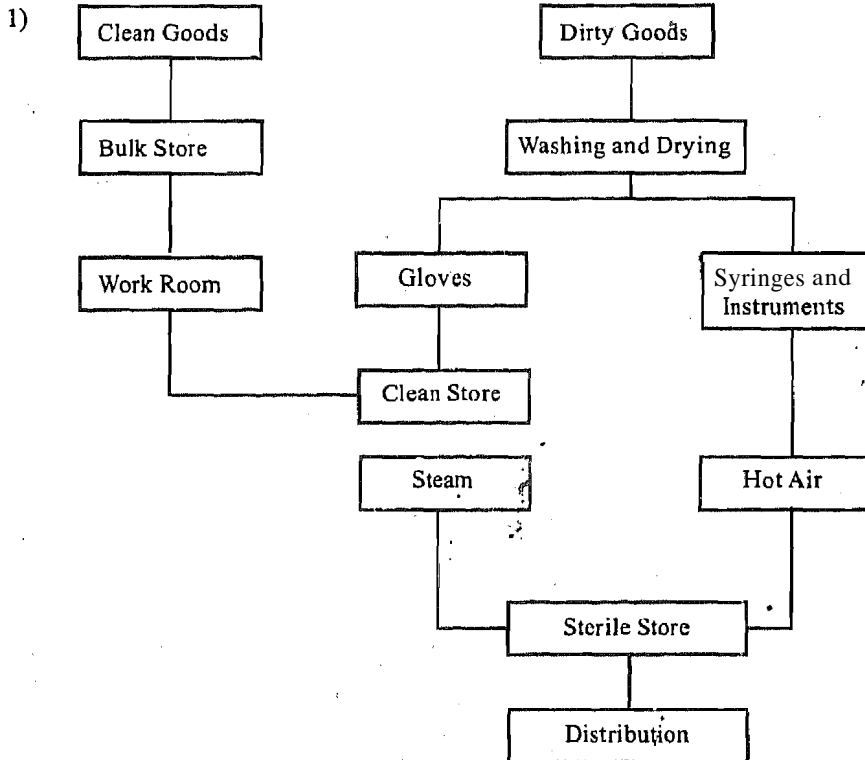 1)
Clean Goods
Dirty Goods
Bulk Store
Washing and Drying
Work Room
Gloves
Syringes and
Instruments
Clean Store
Steam
Hot Air
Sterile Store
Distribution